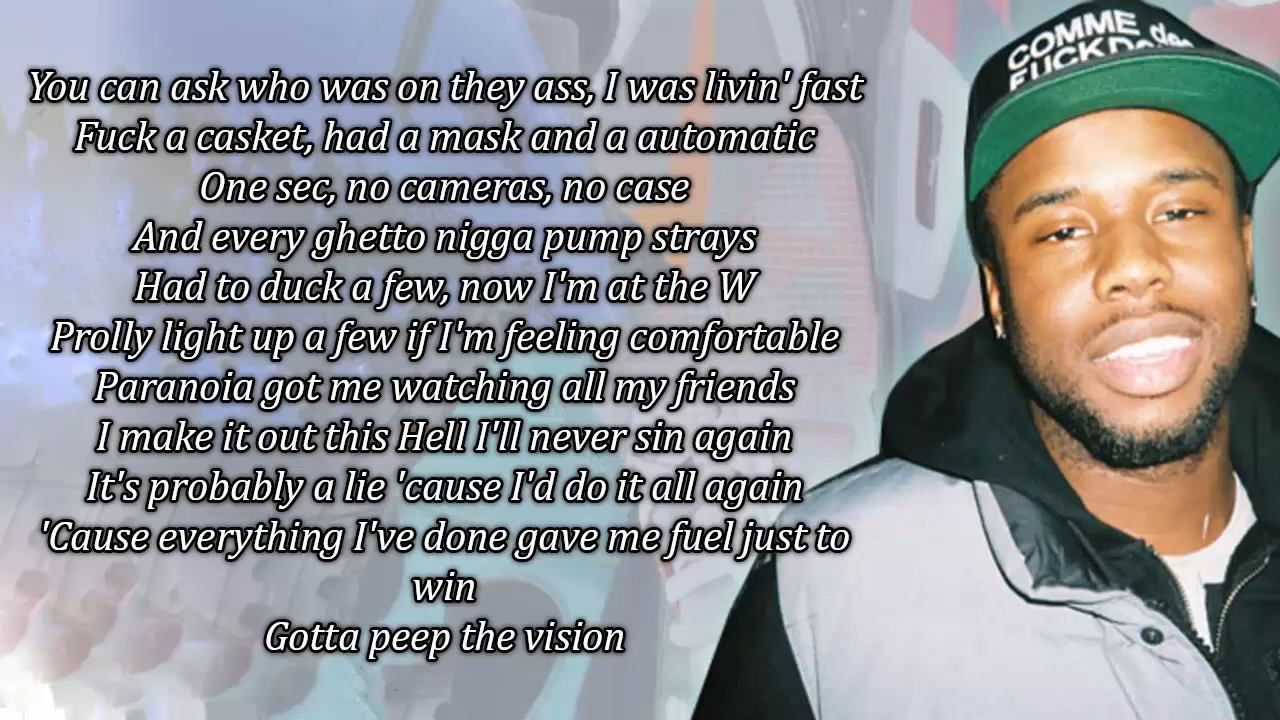 You can ask who was on they ass, I was livin' fast
Fuck a casket, had a mask and a automatic
One sec, no cameras, no case
And every ghetto nigga pump strays
Had to duck a few, now I'm at the W
Prolly light up a few if I'm feeling comfortable
Paranoia got me watching all my friends
I make it out this Hell I'll never sin again
It's probably a lie 'cause I'd do it all again
'Cause everything I've done gave me fuel just to
win
Gotta peep the vision
COMME des
FUCKDOWN